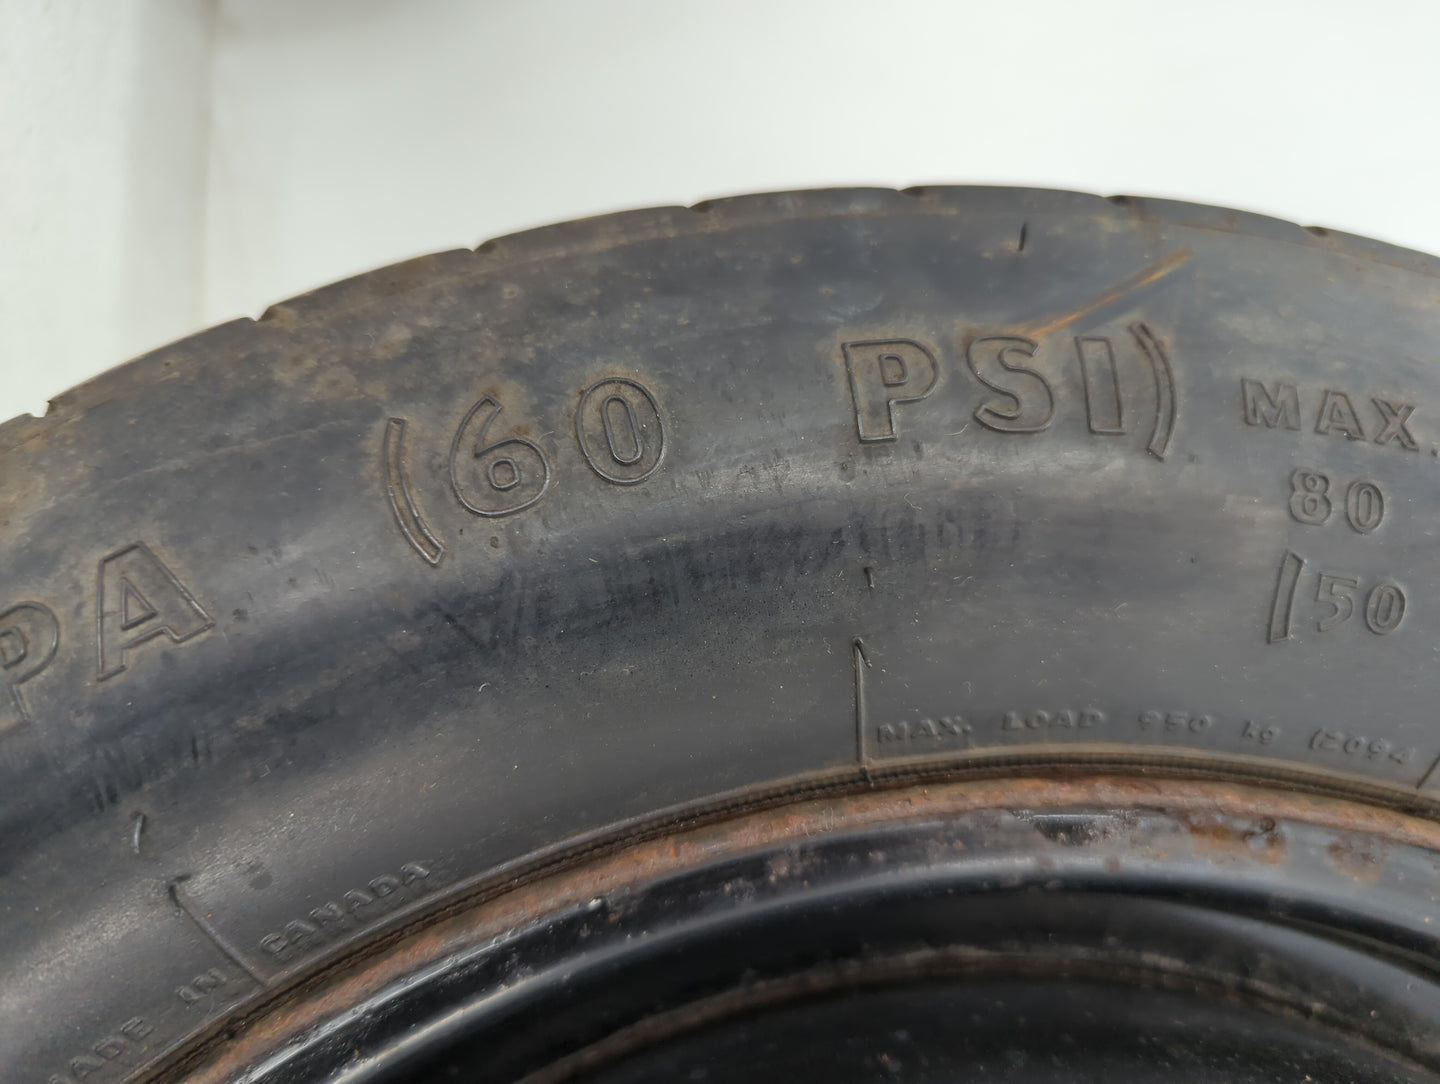 PA (60 PSI)
MAX.
80
/50
MAX. LOAD 950 kg (2094
MADE IN CANADA